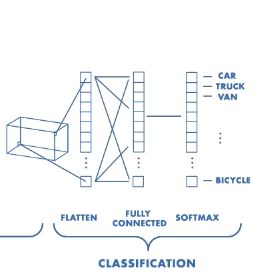 CAR
TRUCK
VAN
BICYCLE
FLATTEN
FULLY
CONNECTED
SOFTMAX
CLASSIFICATION